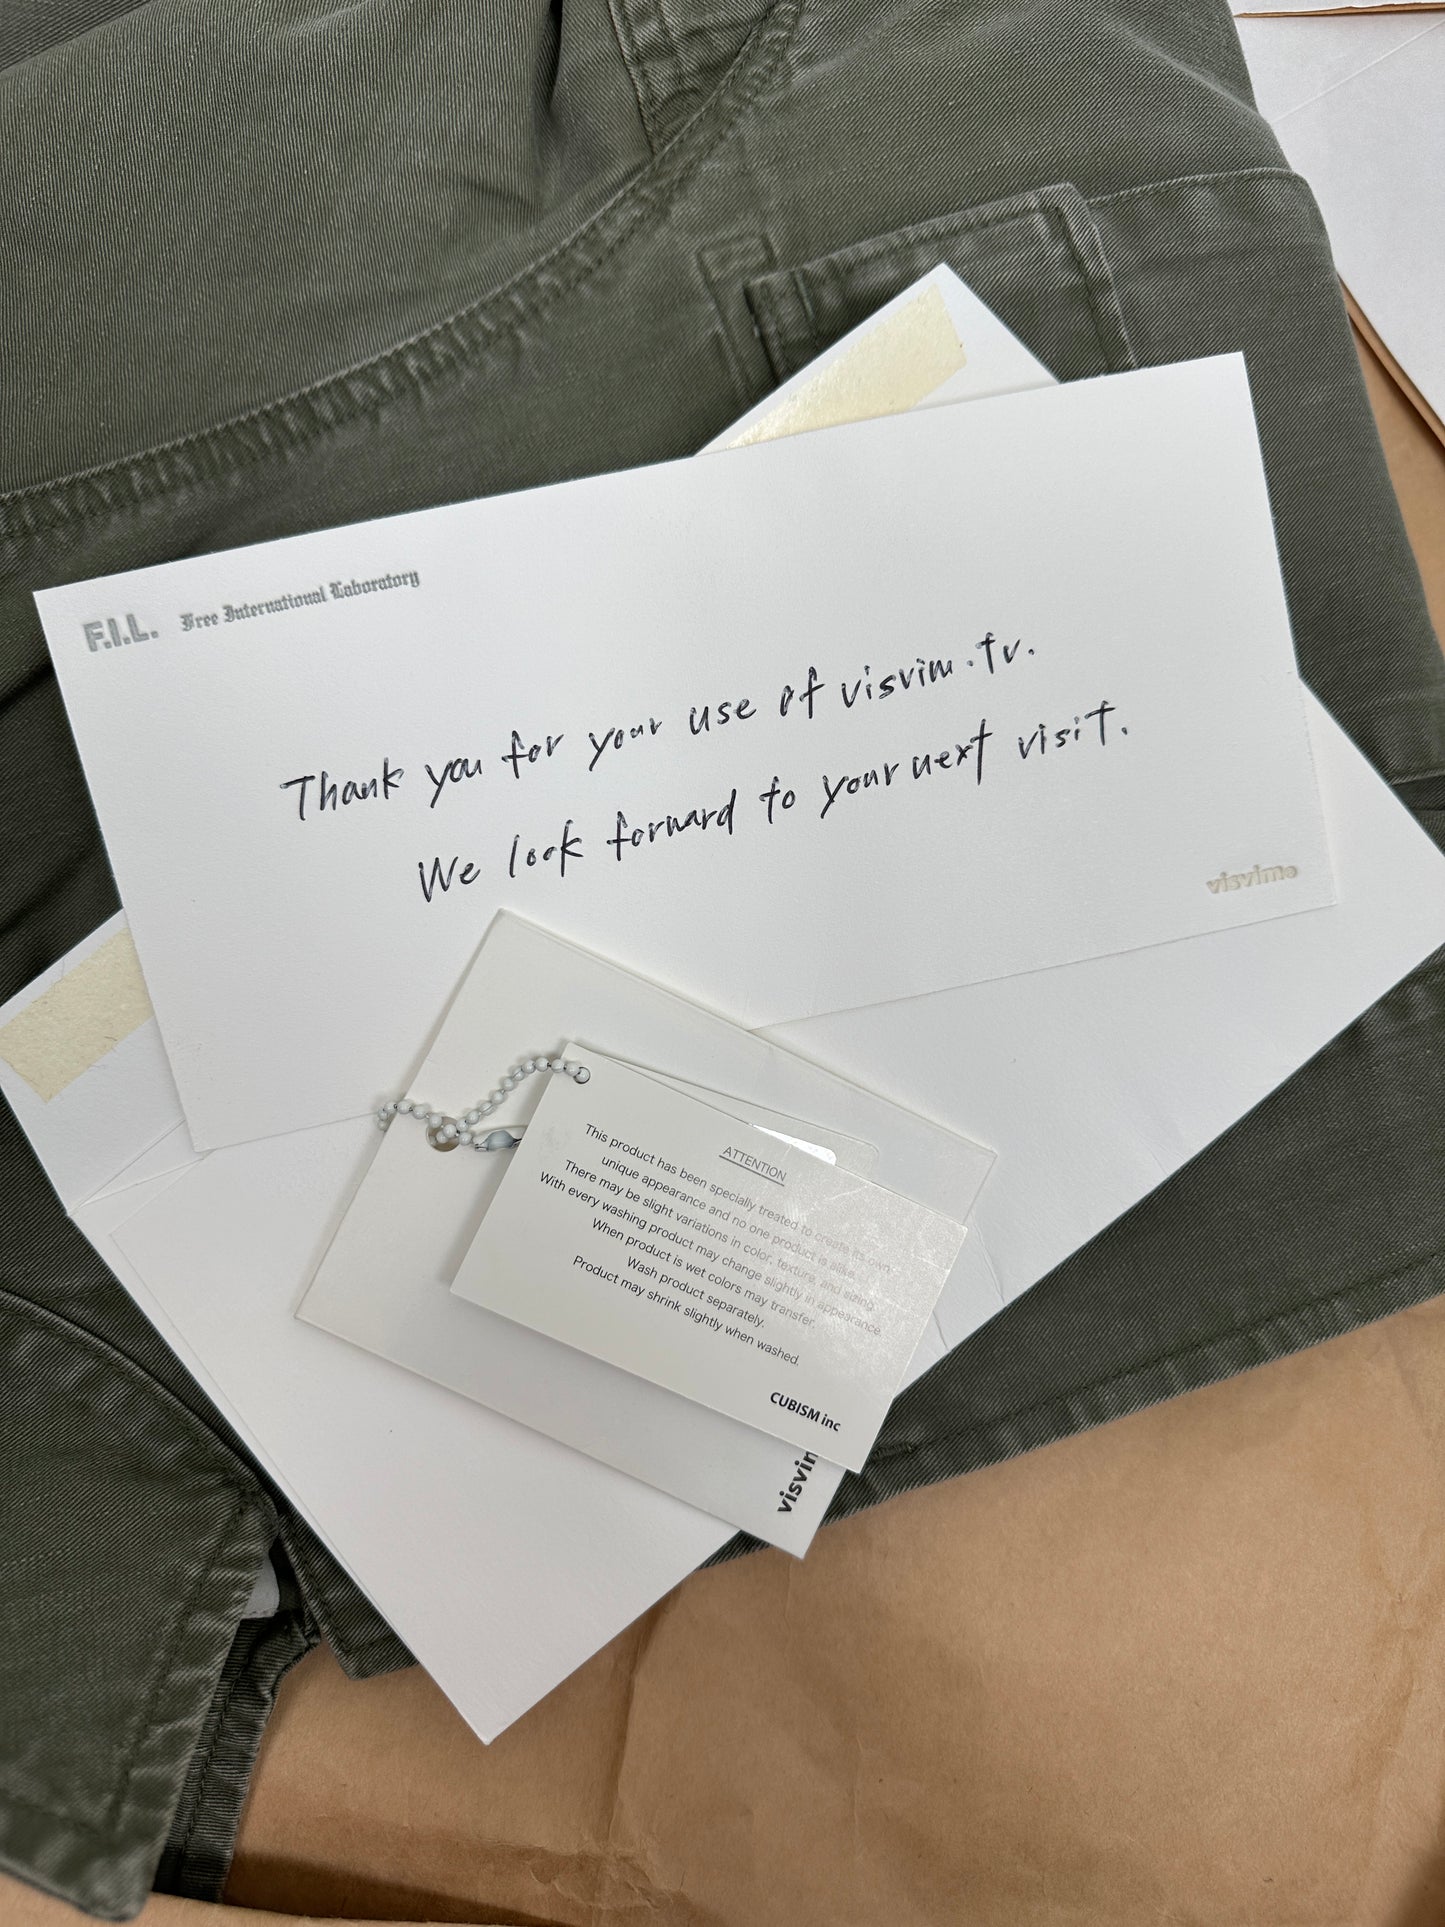 F.I.L. Free International Laboratory
Thank you for your use of visvim.tv.
We look forward to your next visit.
visvim
ATTENTION
This product has been specially treated to create its own
unique appearance and no one product is alike.
There may be slight variations in color, texture, and sizing.
With every washing product may change slightly in appearance.
When product is wet colors may transfer.
Wash product separately.
Product may shrink slightly when washed.
CUBISM inc